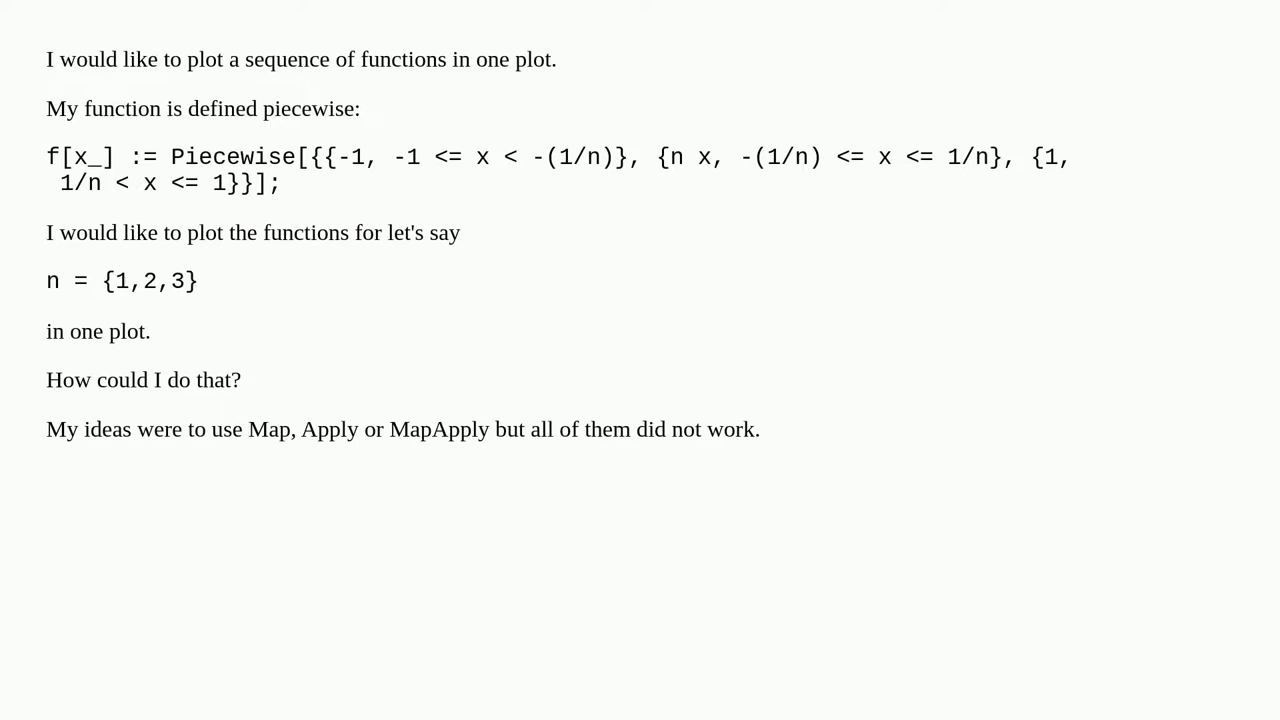 I would like to plot a sequence of functions in one plot.
My function is defined piecewise:
f[x_] := Piecewise[{{-1, -1 <= x < -(1/n)}, {n x, -(1/n) <= x <= 1/n}, {1,
1/n < x <= 1}}];
I would like to plot the functions for let's say
n = {1,2,3}
in one plot.
How could I do that?
My ideas were to use Map, Apply or MapApply but all of them did not work.